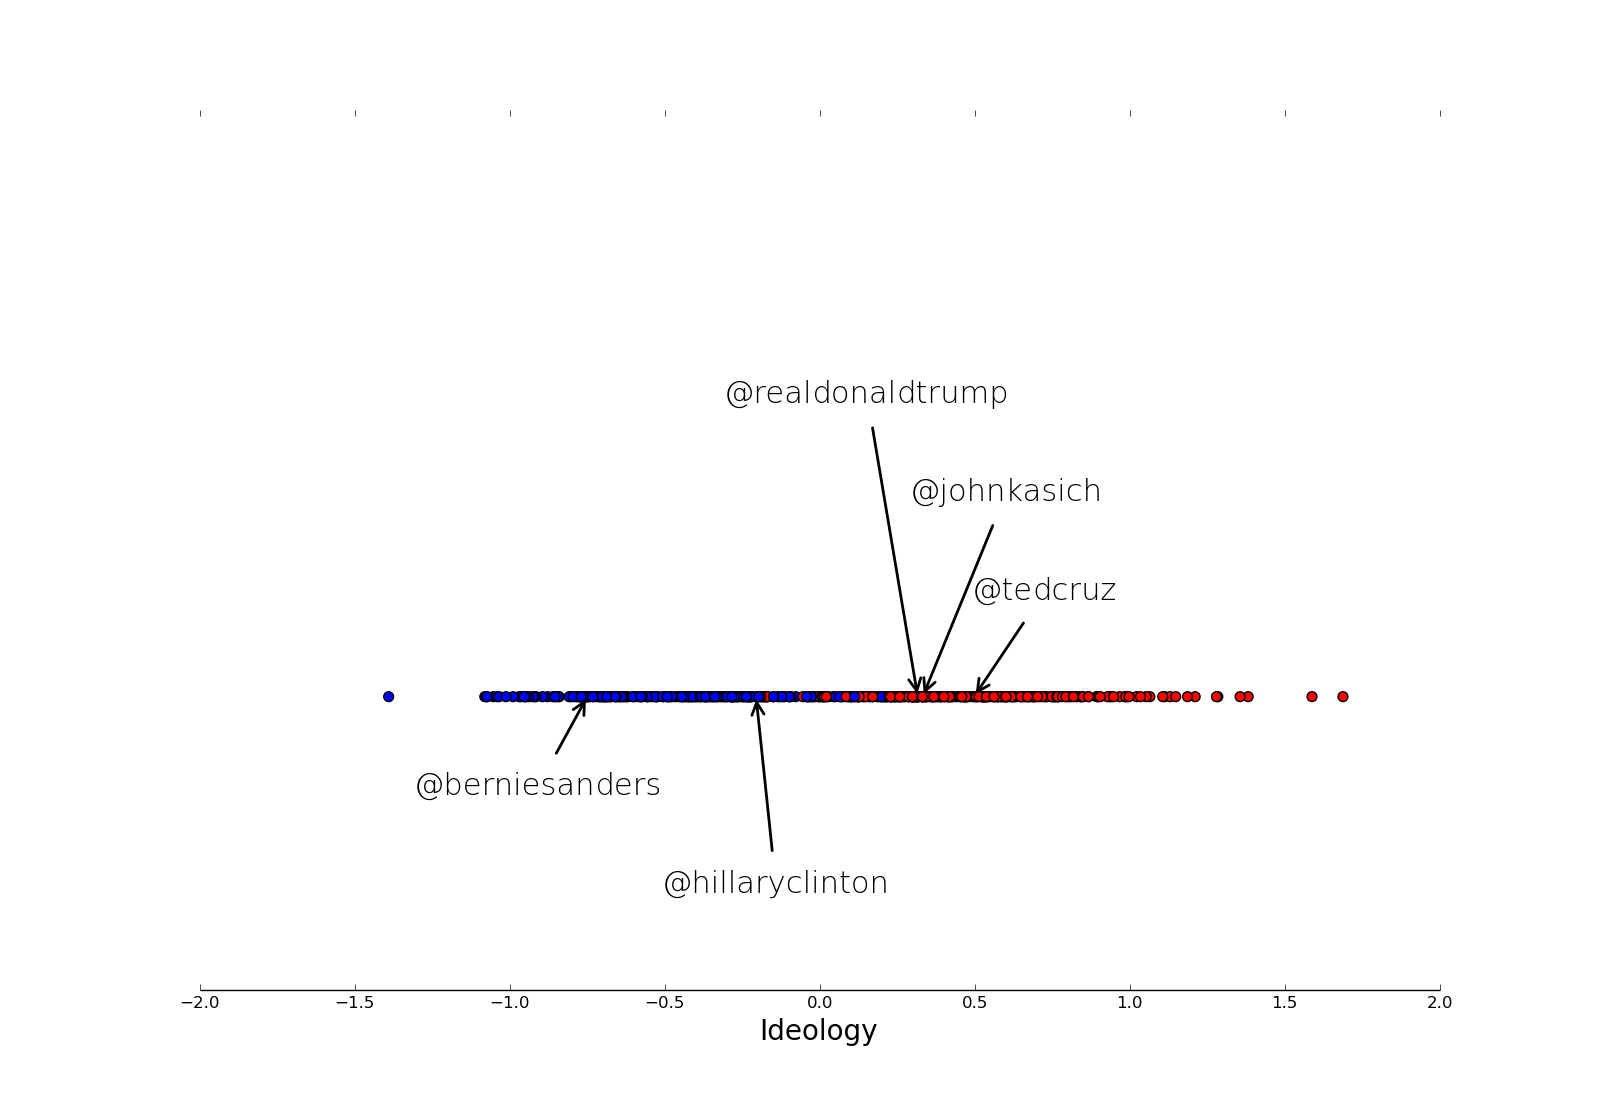 @realdonaldtrump
@johnkasich
@tedcruz
@berniesanders
@hillaryclinton
−2.0 −1.5 −1.0 −0.5 0.0 0.5 1.0 1.5 2.0
Ideology